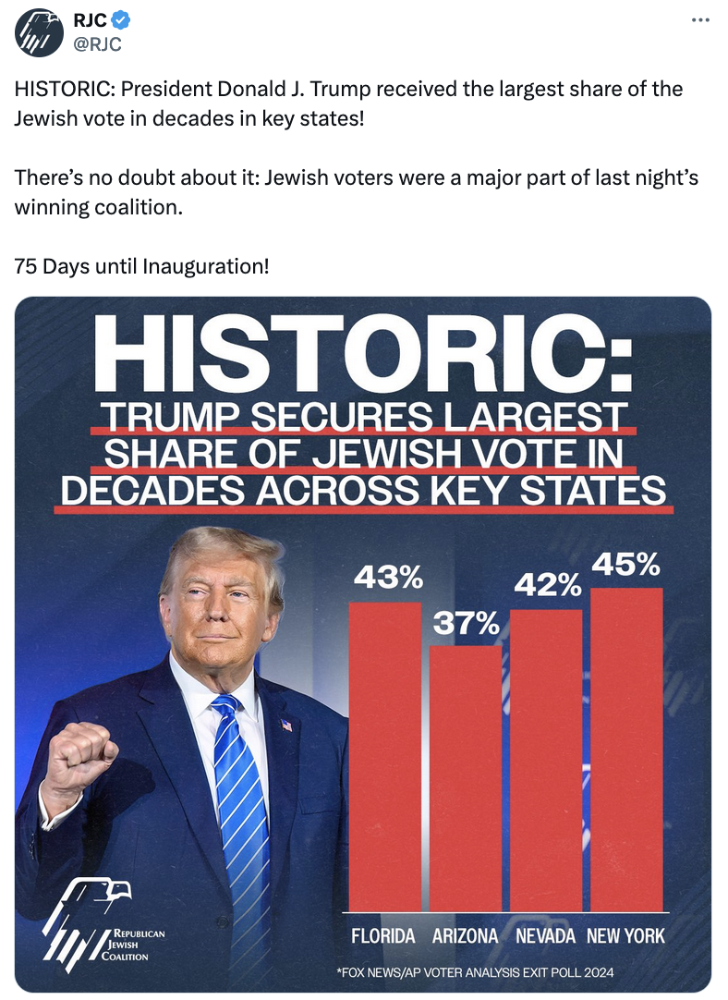 RJC
@RJC
HISTORIC: President Donald J. Trump received the largest share of the
Jewish vote in decades in key states!
There’s no doubt about it: Jewish voters were a major part of last night’s
winning coalition.
75 Days until Inauguration!
HISTORIC:
TRUMP SECURES LARGEST
SHARE OF JEWISH VOTE IN
DECADES ACROSS KEY STATES
43%
37%
42%
45%
FLORIDA
ARIZONA
NEVADA
NEW YORK
REPUBLICAN
JEWISH
COALITION
*FOX NEWS/AP VOTER ANALYSIS EXIT POLL 2024